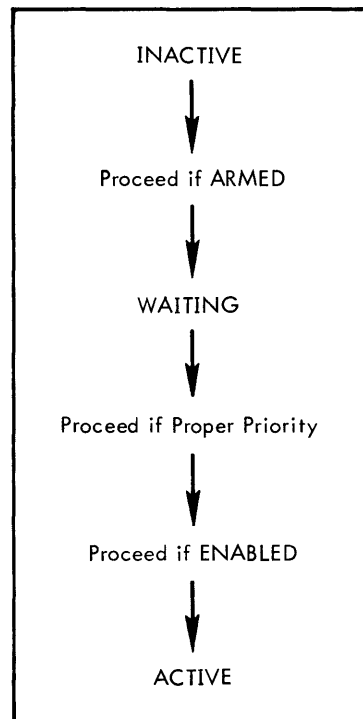 INACTIVE
Proceed if ARMED
WAITING
Proceed if Proper Priority
Proceed if ENABLED
ACTIVE